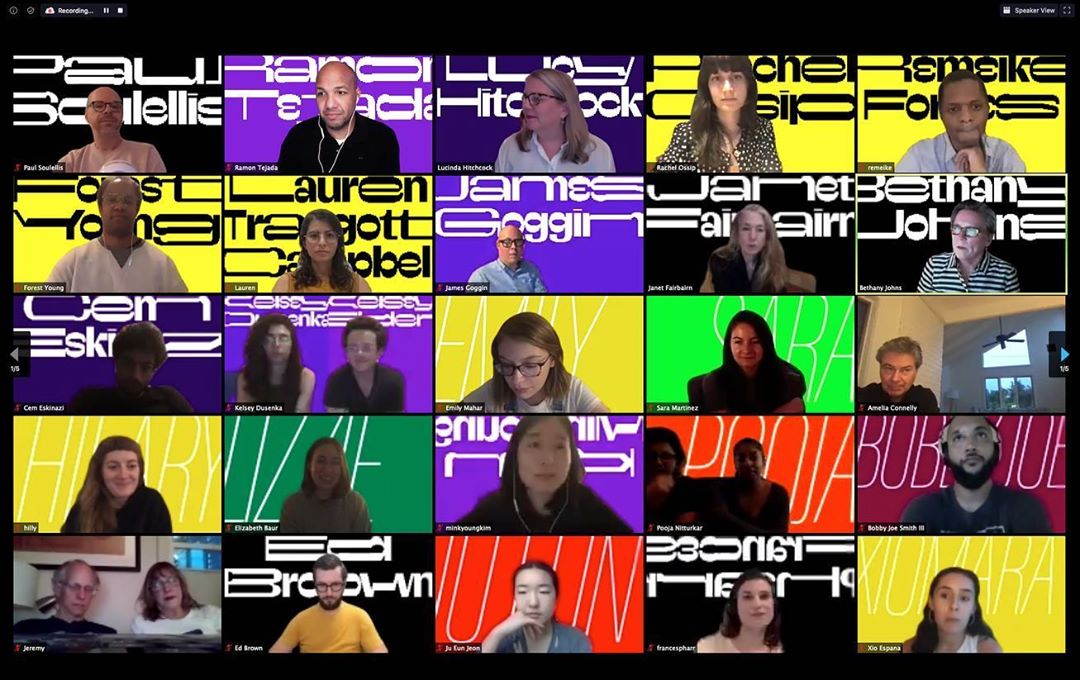 Recording...
Speaker View
Paul
Soulellis
Paul Soulellis
Ramon
Tejada
Ramon Tejada
Lucy
Hitchcock
Lucinda Hitchcock
Rachel
Ossip
Rachel Ossip
Remeike
Forbes
remeike
Forest
Young
Forest Young
Lauren
Traugott
Campbell
Lauren
James
Goggin
James Goggin
Janet
Fairbairn
Janet Fairbairn
Bethany
Johns
Bethany Johns
1/5
Cem
Eskinazi
Cem Eskinazi
Kelsey Dusenka
EMILY
Emily Mahar
SARA
Sara Martinez
Amelia Connelly
1/5
HILARY
hilly
LIZZIE
Elizabeth Baur
minkyoungkim
POOJA
Pooja Nitturkar
BOBBY JOE
Bobby Joe Smith III
Jeremy
Ed
Brown
Ed Brown
JU EUN
Ju Eun Jeon
Frances
Pharr
francespharr
XIOMARA
Xio Espana